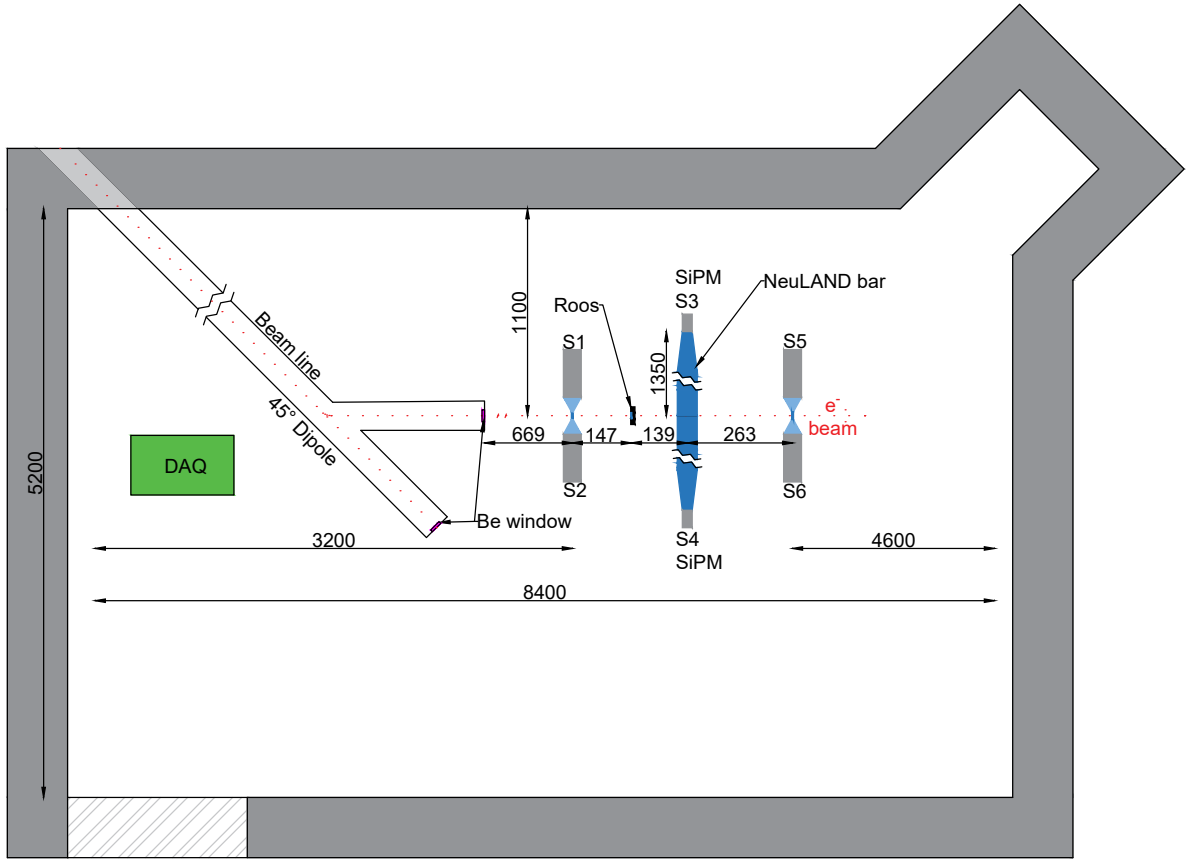 SiPM
S3
NeuLAND bar
Roos
1100
Beam line
S1
S5
1350
45° Dipole
e-
beam
669
147
139
263
DAQ
5200
S2
S6
Be window
S4
SiPM
3200
4600
8400